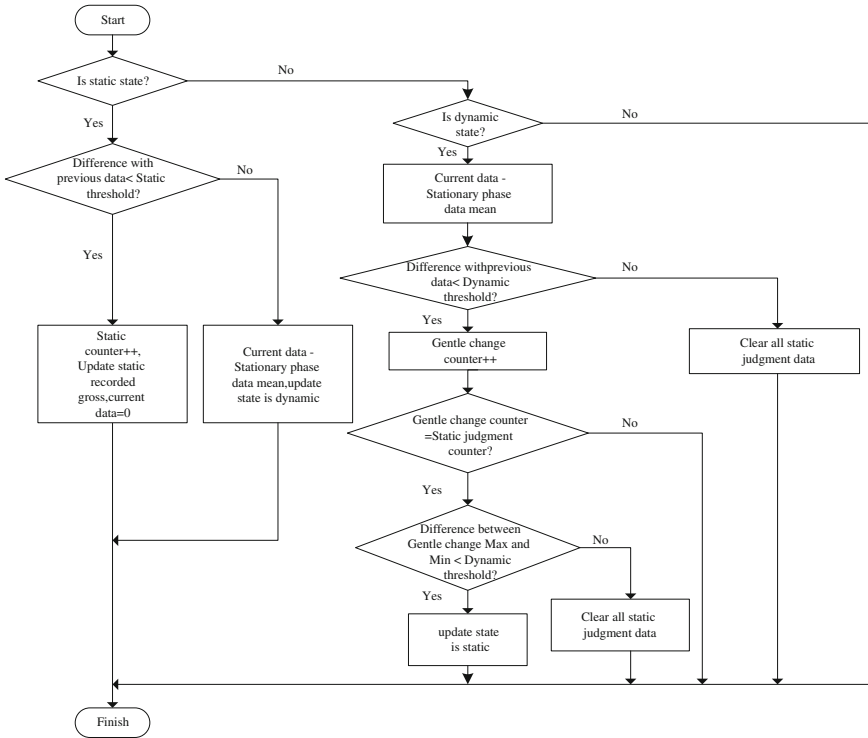 Start
Is static state?
No
Yes
Is dynamic
state?
No
Yes
Difference with
previous data< Static
threshold?
No
Yes
Current data -
Stationary phase
data mean
Difference withprevious
data< Dynamic
threshold?
No
Yes
Static
counter++,
Update static
recorded
gross,current
data=0
Current data -
Stationary phase
data mean,update
state is dynamic
Gentle change
counter++
Clear all static
judgment data
Gentle change counter
=Static judgment
counter?
No
Yes
Difference between
Gentle change Max and
Min < Dynamic
threshold?
No
Yes
update state
is static
Clear all static
judgment data
Finish